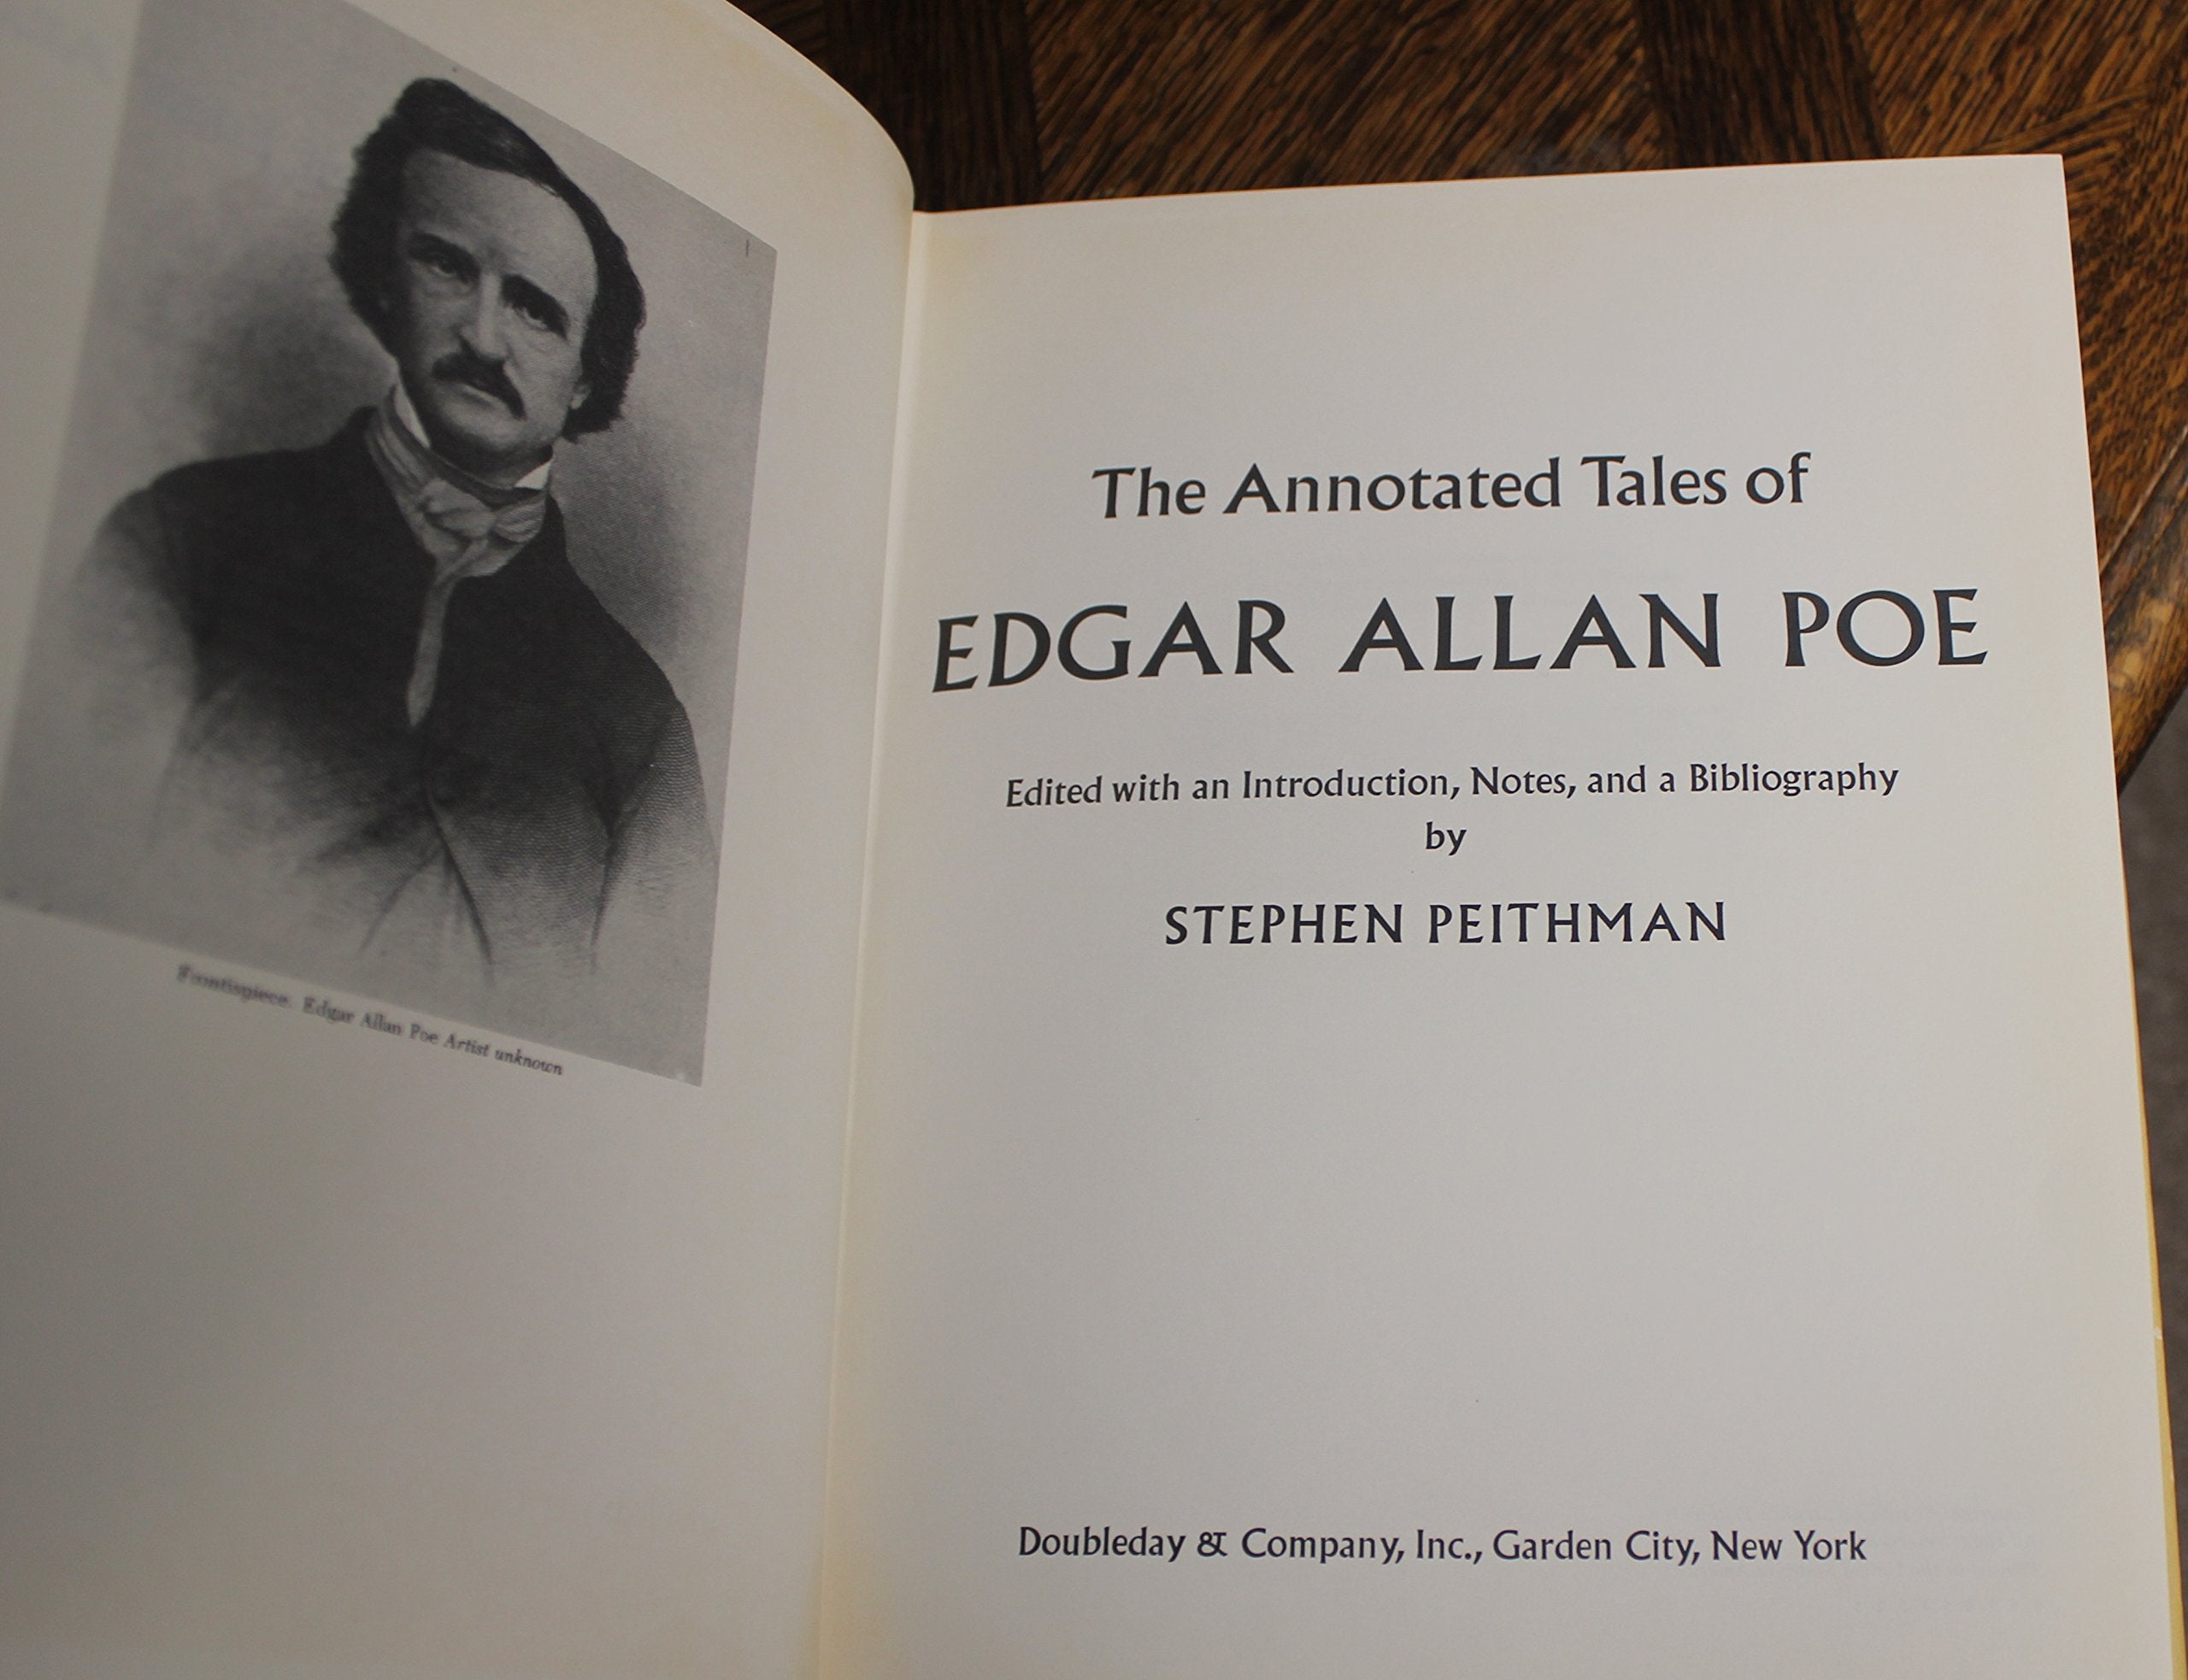 Frontispiece. Edgar Allan Poe Artist unknown
The Annotated Tales of
EDGAR ALLAN POE
Edited with an Introduction, Notes, and a Bibliography
by
STEPHEN PEITHMAN
Doubleday & Company, Inc., Garden City, New York